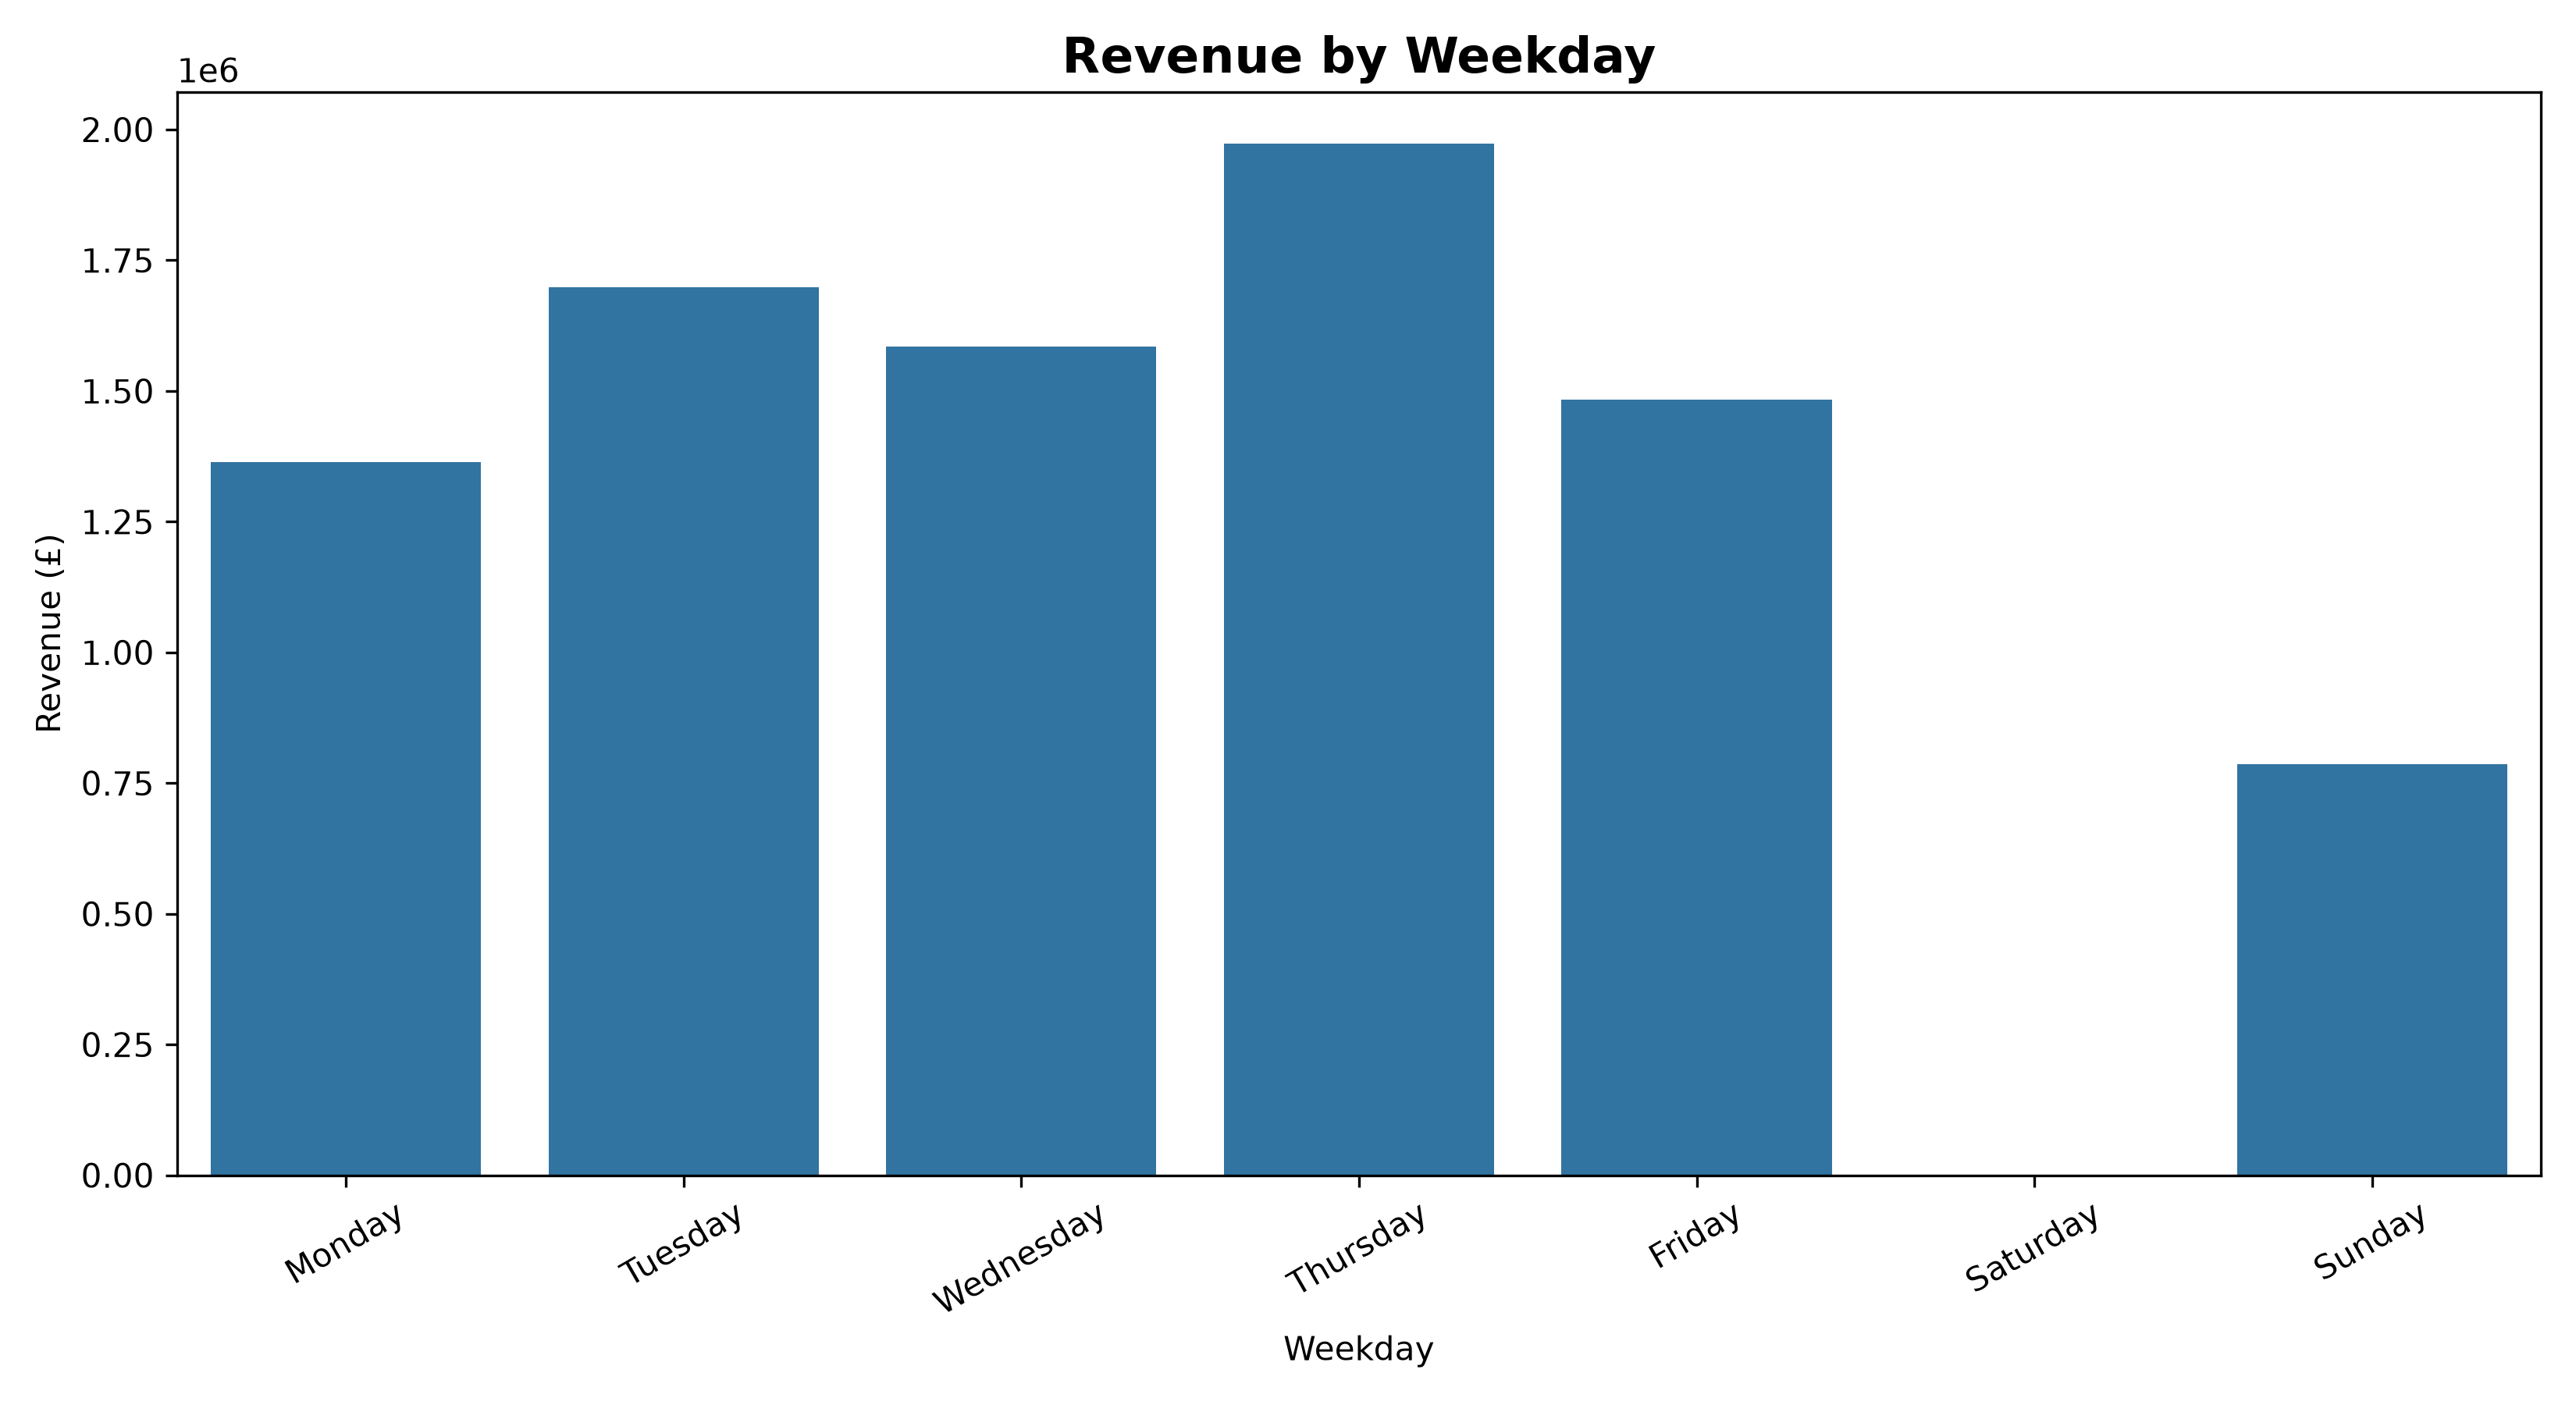 Revenue by Weekday
1e6
2.00
1.75
1.50
1.25
1.00
0.75
0.50
0.25
0.00
Revenue (£)
Monday
Tuesday
Wednesday
Thursday
Friday
Saturday
Sunday
Weekday